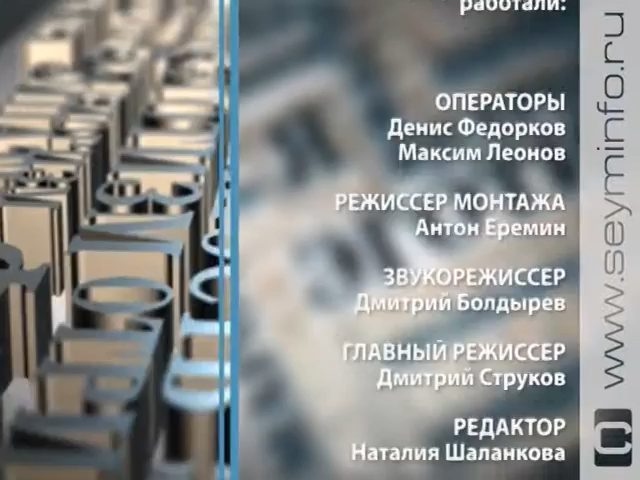 работали:
ОПЕРАТОРЫ
Денис Федорков
Максим Леонов
РЕЖИССЕР МОНТАЖА
Антон Еремин
ЗВУКОРЕЖИССЕР
Дмитрий Болдырев
ГЛАВНЫЙ РЕЖИССЕР
Дмитрий Струков
РЕДАКТОР
Наталия Шаланкова
www.seyminfo.ru